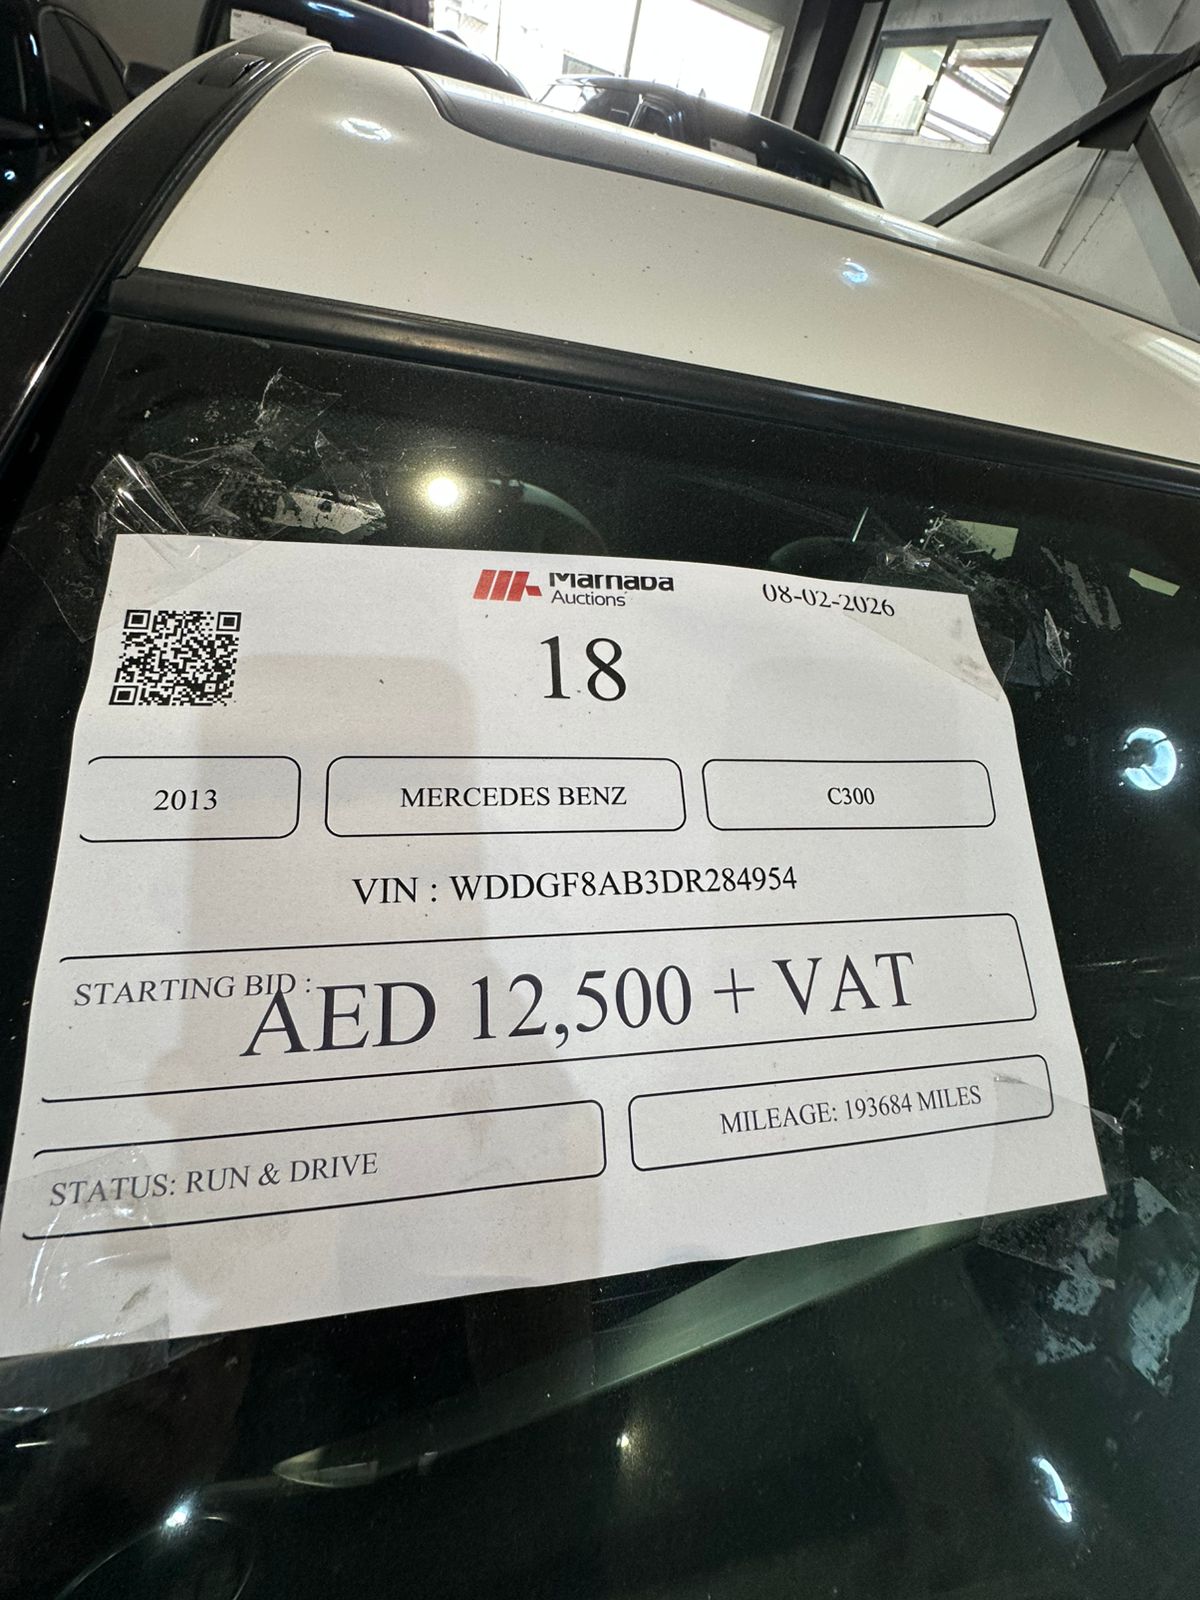 Marhaba
Auctions
08-02-2026
18
2013
MERCEDES BENZ
C300
VIN : WDDGF8AB3DR284954
STARTING BID :
AED 12,500 + VAT
STATUS: RUN & DRIVE
MILEAGE: 193684 MILES